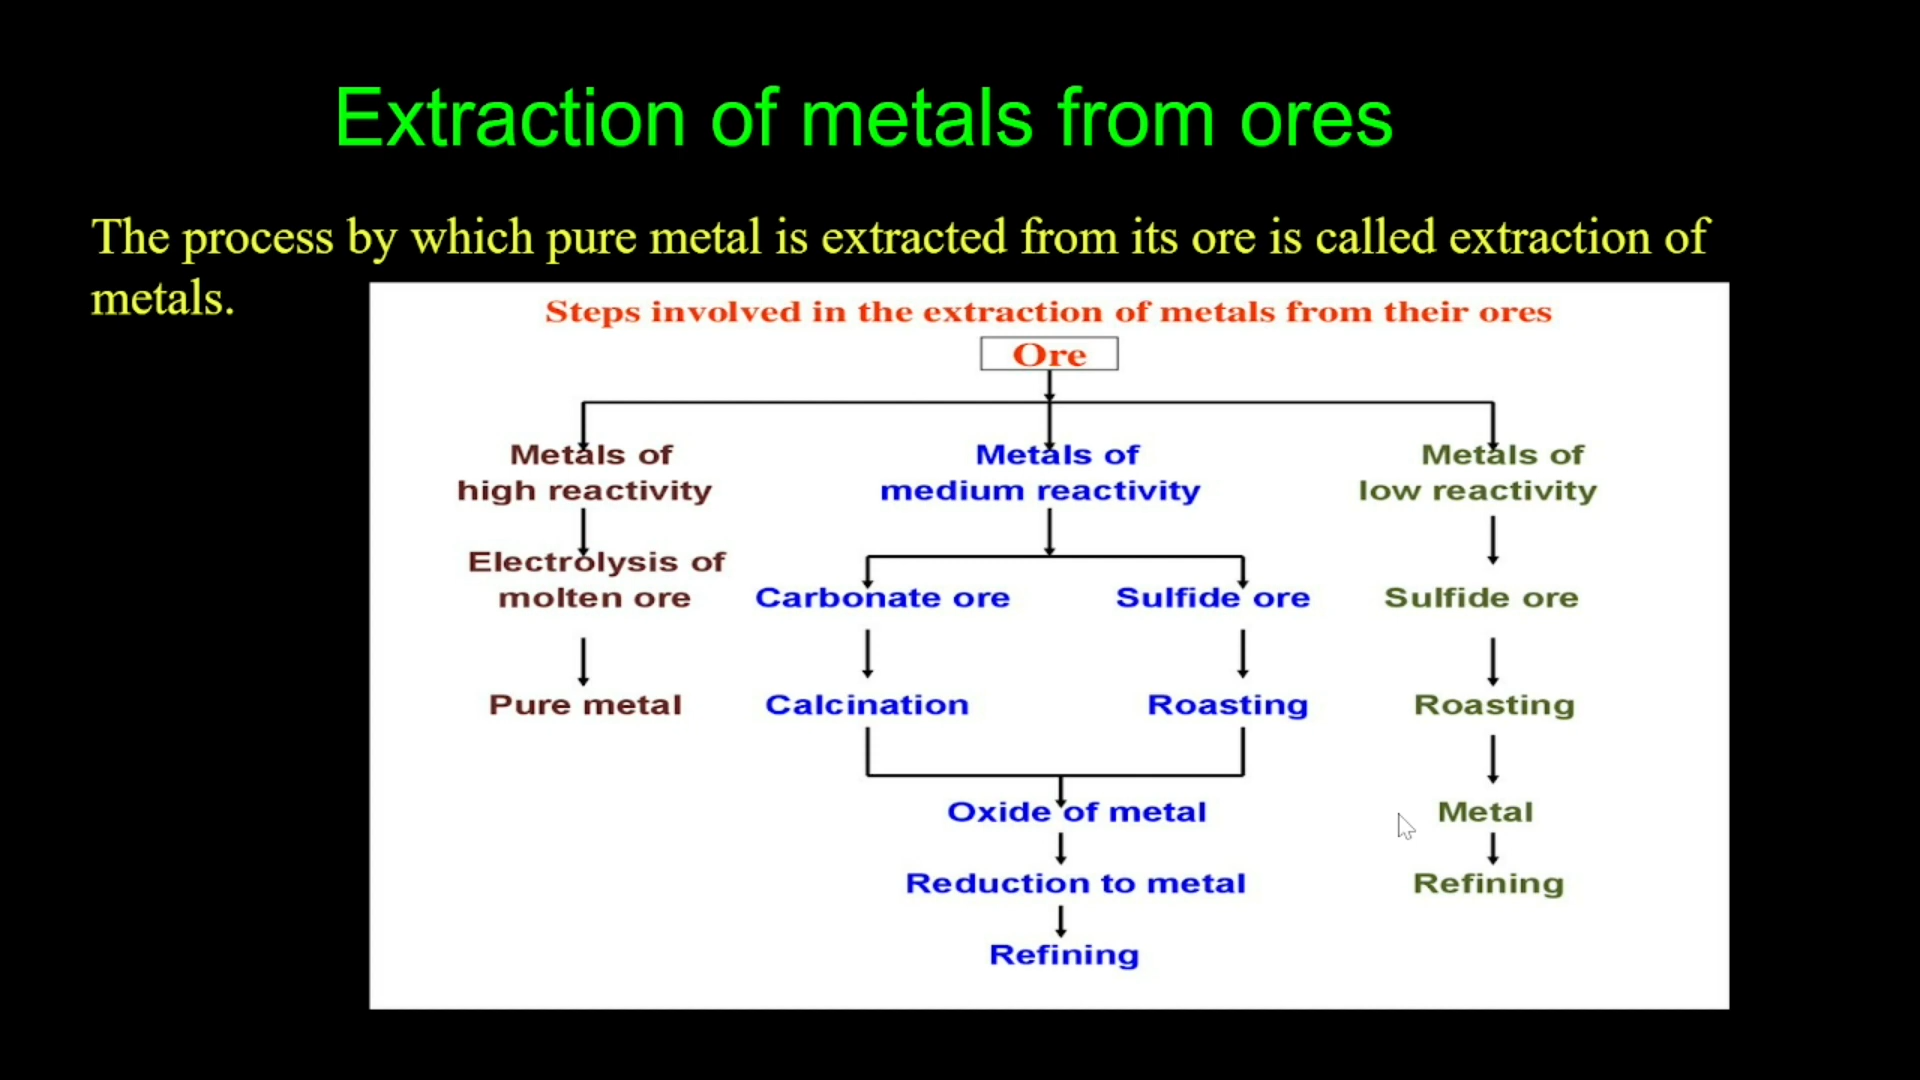 Extraction of metals from ores
The process by which pure metal is extracted from its ore is called extraction of
metals.
Steps involved in the extraction of metals from their ores
Ore
Metals of
high reactivity
Electrolysis of
molten ore
Pure metal
Metals of
medium reactivity
Carbonate ore
Calcination
Sulfide ore
Roasting
Oxide of metal
Reduction to metal
Refining
Metals of
low reactivity
Sulfide ore
Roasting
Metal
Refining